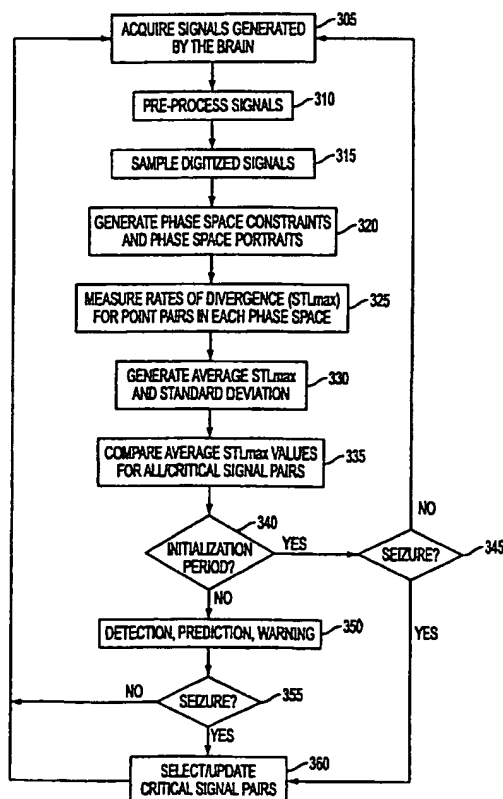 ACQUIRE SIGNALS GENERATED
BY THE BRAIN
305
PRE-PROCESS SIGNALS
310
SAMPLE DIGITIZED SIGNALS
315
GENERATE PHASE SPACE CONSTRAINTS
AND PHASE SPACE PORTRAITS
320
MEASURE RATES OF DIVERGENCE (STLmax)
FOR POINT PAIRS IN EACH PHASE SPACE
325
GENERATE AVERAGE STLmax
AND STANDARD DEVIATION
330
COMPARE AVERAGE STLmax VALUES
FOR ALL/CRITICAL SIGNAL PAIRS
335
INITIALIZATION
PERIOD?
340
YES
NO
SEIZURE?
345
NO
YES
DETECTION, PREDICTION, WARNING
350
SEIZURE?
355
NO
YES
SELECT/UPDATE
CRITICAL SIGNAL PAIRS
360